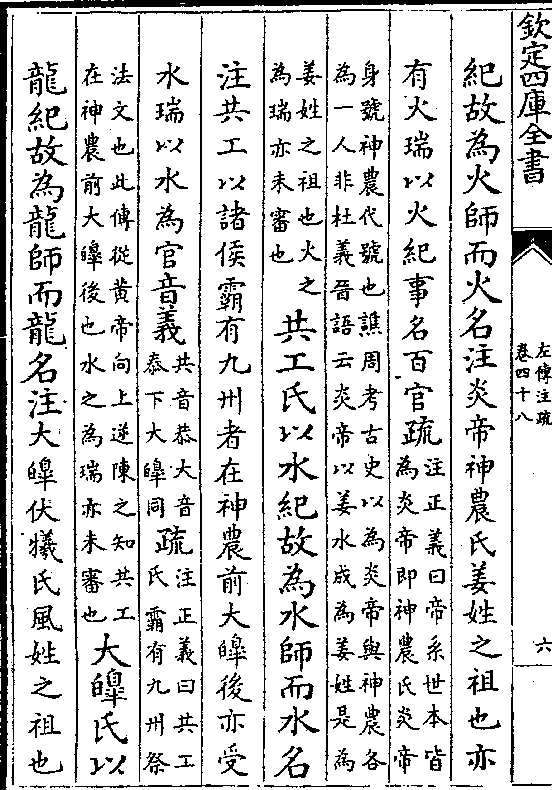 欽定四庫全書
左傳注疏
卷四十八
六
紀故為火師而火名注炎帝神農氏姜姓之祖也亦
有火瑞以火紀事名百官疏
注正義曰帝系世本皆
為炎帝即神農氏炎帝
身號神農代號也譙周考古史以為炎帝與神農各
為一人非杜義晉語云炎帝以姜水成為姜姓是為
姜姓之祖也火之
為瑞亦未審也
共工氏以水紀故為水師而水名
注共工以諸侯霸有九州者在神農前大皥後亦受
水瑞以水為官音義
共音恭大音
泰下大皥同
疏
注正義曰共工
氏霸有九州祭
法文也此傳從黄帝向上逆陳之知共工
在神農前大皥後也水之為瑞亦未審也
大皥氏以
龍紀故為龍師而龍名注大皥伏犧氏風姓之祖也